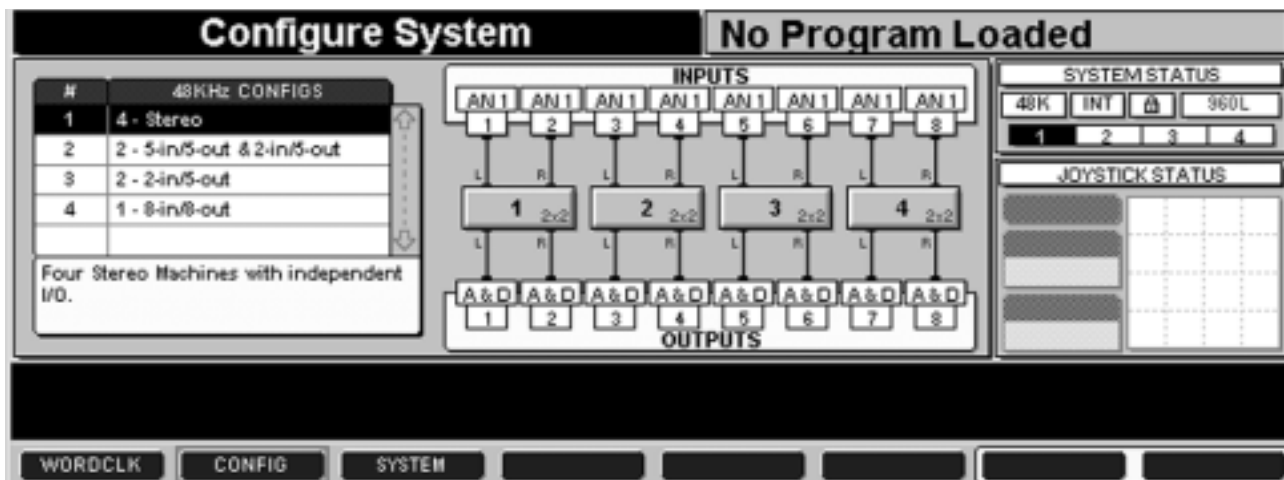 Configure System
No Program Loaded
# 48KHz CONFIGS
1 4 - Stereo
2 2 - 5-in/5-out & 2-in/5-out
3 2 - 2-in/5-out
4 1 - 8-in/8-out
Four Stereo Machines with independent
I/O.
INPUTS
AN 1 AN 1 AN 1 AN 1 AN 1 AN 1 AN 1 AN 1
1 2 3 4 5 6 7 8
L R L R L R L R
1 2x2 2 2x2 3 2x2 4 2x2
L R L R L R L R
A & D A & D A & D A & D A & D A & D A & D A & D
1 2 3 4 5 6 7 8
OUTPUTS
SYSTEM STATUS
48K INT 960L
1 2 3 4
JOYSTICK STATUS
WORDCLK CONFIG SYSTEM